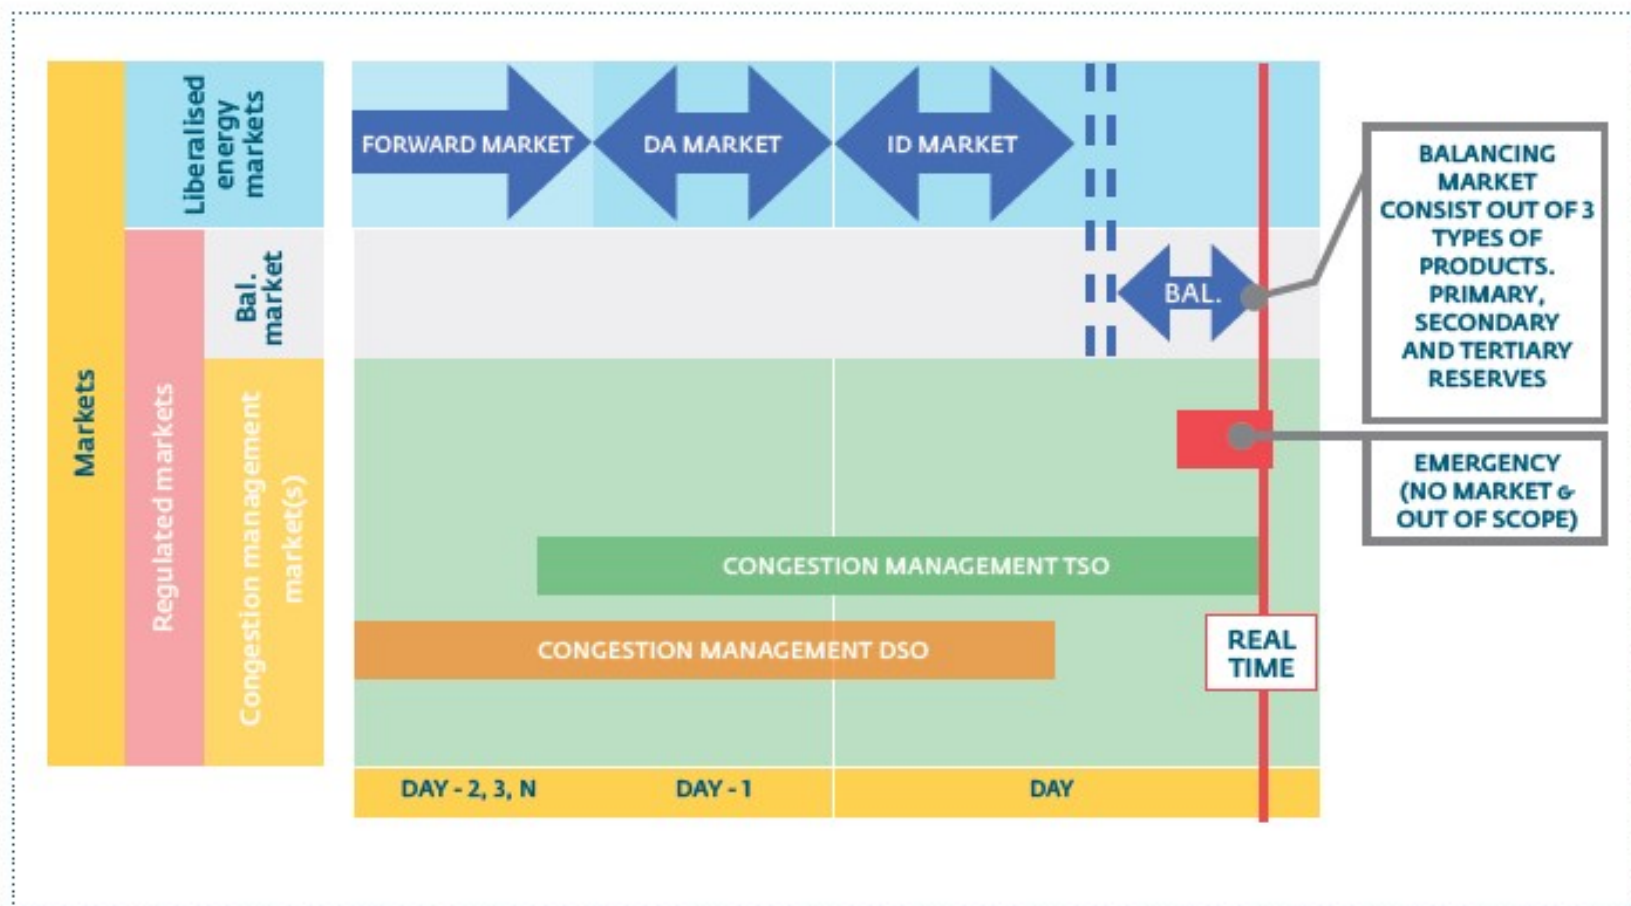 Markets
Liberalised
energy
markets
Regulated markets
Bal.
market
Congestion management
market(s)
FORWARD MARKET
DA MARKET
ID MARKET
BAL.
CONGESTION MANAGEMENT TSO
CONGESTION MANAGEMENT DSO
REAL
TIME
DAY - 2, 3, N
DAY - 1
DAY
BALANCING
MARKET
CONSIST OUT OF 3
TYPES OF
PRODUCTS.
PRIMARY,
SECONDARY
AND TERTIARY
RESERVES
EMERGENCY
(NO MARKET &
OUT OF SCOPE)